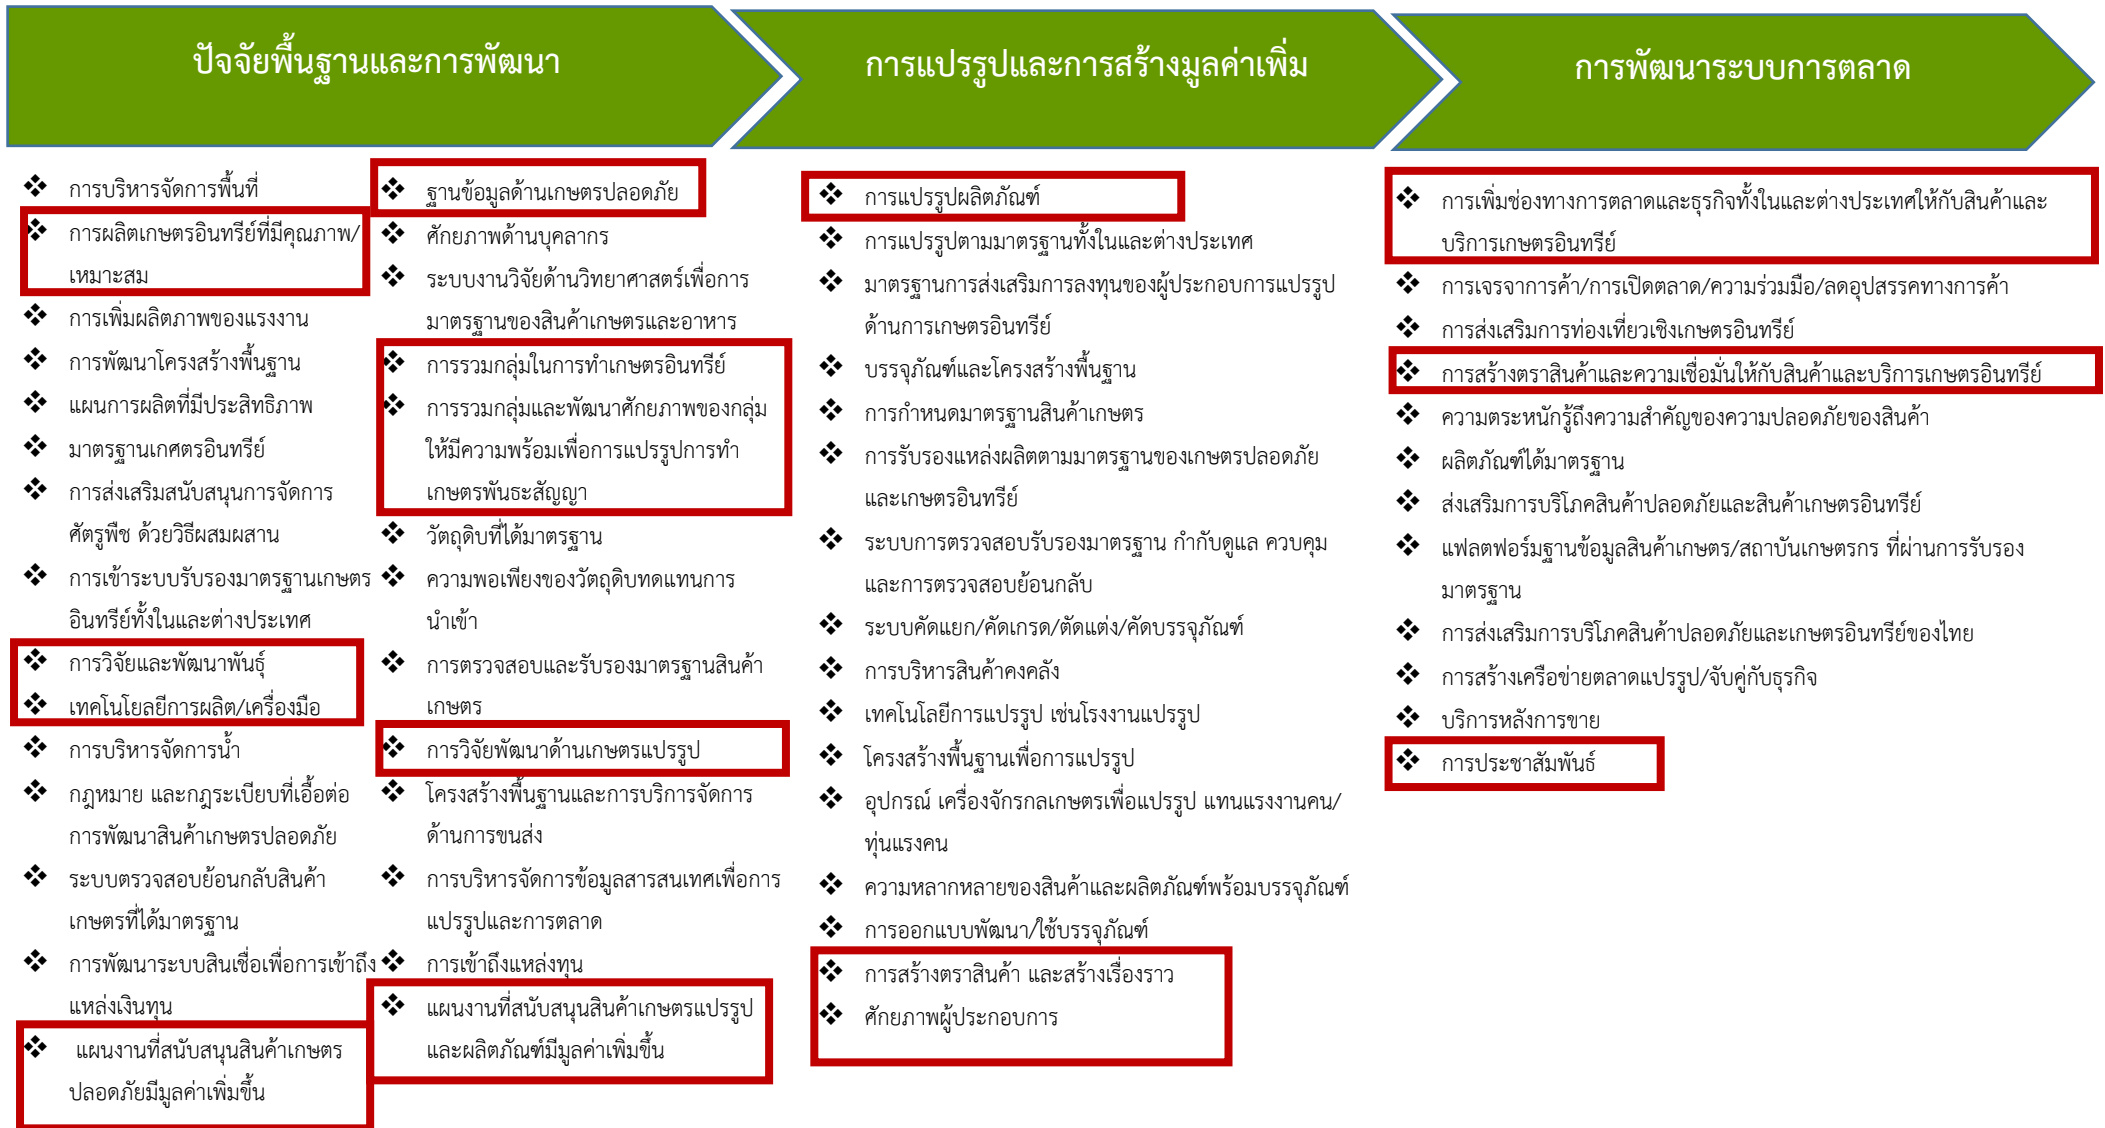 ปัจจัยพื้นฐานและการพัฒนา
การแปรรูปและการสร้างมูลค่าเพิ่ม
การพัฒนาระบบการตลาด
❖ การบริหารจัดการพื้นที่
❖ การผลิตเกษตรอินทรีย์ที่มีคุณภาพ/
เหมาะสม
❖ การเพิ่มผลิตภาพของแรงงาน
❖ การพัฒนาโครงสร้างพื้นฐาน
❖ แผนการผลิตที่มีประสิทธิภาพ
❖ มาตรฐานเกศตรอินทรีย์
❖ การส่งเสริมสนับสนุนการจัดการ
ศัตรูพืช ด้วยวิธีผสมผสาน
❖ การเข้าระบบรับรองมาตรฐานเกษตร
อินทรีย์ทั้งในและต่างประเทศ
❖ การวิจัยและพัฒนาพันธุ์
❖ เทคโนโยลยีการผลิต/เครื่องมือ
❖ การบริหารจัดการน้ำ
❖ กฎหมาย และกฎระเบียบที่เอื้อต่อ
การพัฒนาสินค้าเกษตรปลอดภัย
❖ ระบบตรวจสอบย้อนกลับสินค้า
เกษตรที่ได้มาตรฐาน
❖ การพัฒนาระบบสินเชื่อเพื่อการเข้าถึง
แหล่งเงินทุน
❖ แผนงานที่สนับสนุนสินค้าเกษตร
ปลอดภัยมีมูลค่าเพิ่มขึ้น
❖ ฐานข้อมูลด้านเกษตรปลอดภัย
❖ ศักยภาพด้านบุคลากร
❖ ระบบงานวิจัยด้านวิทยาศาสตร์เพื่อการ
มาตรฐานของสินค้าเกษตรและอาหาร
❖ การรวมกลุ่มในการทำเกษตรอินทรีย์
❖ การรวมกลุ่มและพัฒนาศักยภาพของกลุ่ม
ให้มีความพร้อมเพื่อการแปรรูปการทำ
เกษตรพันธะสัญญา
❖ วัตถุดิบที่ได้มาตรฐาน
❖ ความพอเพียงของวัตถุดิบทดแทนการ
นำเข้า
❖ การตรวจสอบและรับรองมาตรฐานสินค้า
เกษตร
❖ การวิจัยพัฒนาด้านเกษตรแปรรูป
❖ โครงสร้างพื้นฐานและการบริการจัดการ
ด้านการขนส่ง
❖ การบริหารจัดการข้อมูลสารสนเทศเพื่อการ
แปรรูปและการตลาด
❖ การเข้าถึงแหล่งทุน
❖ แผนงานที่สนับสนุนสินค้าเกษตรแปรรูป
และผลิตภัณฑ์มีมูลค่าเพิ่มขึ้น
❖ การแปรรูปผลิตภัณฑ์
❖ การแปรรูปตามมาตรฐานทั้งในและต่างประเทศ
❖ มาตรฐานการส่งเสริมการลงทุนของผู้ประกอบการแปรรูป
ด้านการเกษตรอินทรีย์
❖ บรรจุภัณฑ์และโครงสร้างพื้นฐาน
❖ การกำหนดมาตรฐานสินค้าเกษตร
❖ การรับรองแหล่งผลิตตามมาตรฐานของเกษตรปลอดภัย
และเกษตรอินทรีย์
❖ ระบบการตรวจสอบรับรองมาตรฐาน กำกับดูแล ควบคุม
และการตรวจสอบย้อนกลับ
❖ ระบบคัดแยก/คัดเกรด/ตัดแต่ง/คัดบรรจุภัณฑ์
❖ การบริหารสินค้าคงคลัง
❖ เทคโนโลยีการแปรรูป เช่นโรงงานแปรรูป
❖ โครงสร้างพื้นฐานเพื่อการแปรรูป
❖ อุปกรณ์ เครื่องจักรกลเกษตรเพื่อแปรรูป แทนแรงงานคน/
ทุ่นแรงคน
❖ ความหลากหลายของสินค้าและผลิตภัณฑ์พร้อมบรรจุภัณฑ์
❖ การออกแบบพัฒนา/ใช้บรรจุภัณฑ์
❖ การสร้างตราสินค้า และสร้างเรื่องราว
❖ ศักยภาพผู้ประกอบการ
❖ การเพิ่มช่องทางการตลาดและธุรกิจทั้งในและต่างประเทศให้กับสินค้าและ
บริการเกษตรอินทรีย์
❖ การเจรจาการค้า/การเปิดตลาด/ความร่วมมือ/ลดอุปสรรคทางการค้า
❖ การส่งเสริมการท่องเที่ยวเชิงเกษตรอินทรีย์
❖ การสร้างตราสินค้าและความเชื่อมั่นให้กับสินค้าและบริการเกษตรอินทรีย์
❖ ความตระหนักรู้ถึงความสำคัญของความปลอดภัยของสินค้า
❖ ผลิตภัณฑ์ได้มาตรฐาน
❖ ส่งเสริมการบริโภคสินค้าปลอดภัยและสินค้าเกษตรอินทรีย์
❖ แฟลตฟอร์มฐานข้อมูลสินค้าเกษตร/สถาบันเกษตรกร ที่ผ่านการรับรอง
มาตรฐาน
❖ การส่งเสริมการบริโภคสินค้าปลอดภัยและเกษตรอินทรีย์ของไทย
❖ การสร้างเครือข่ายตลาดแปรรูป/จับคู่กับธุรกิจ
❖ บริการหลังการขาย
❖ การประชาสัมพันธ์